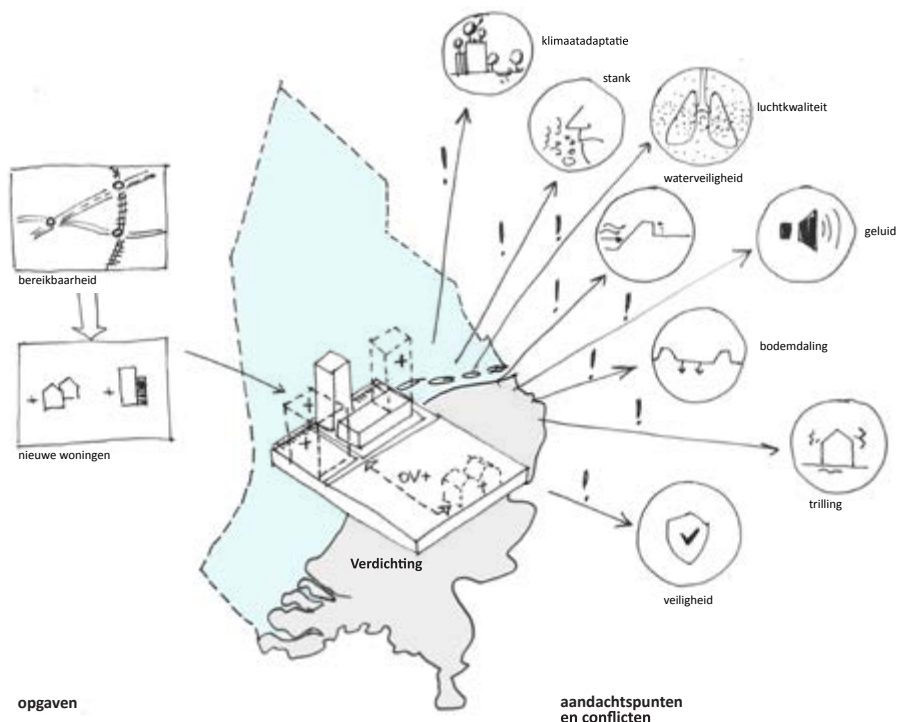 klimaatadaptatie
stank
luchtkwaliteit
waterveiligheid
geluid
bereikbaarheid
bodemdaling
nieuwe woningen
OV+
trilling
Verdichting
veiligheid
opgaven
aandachtspunten
en conflicten